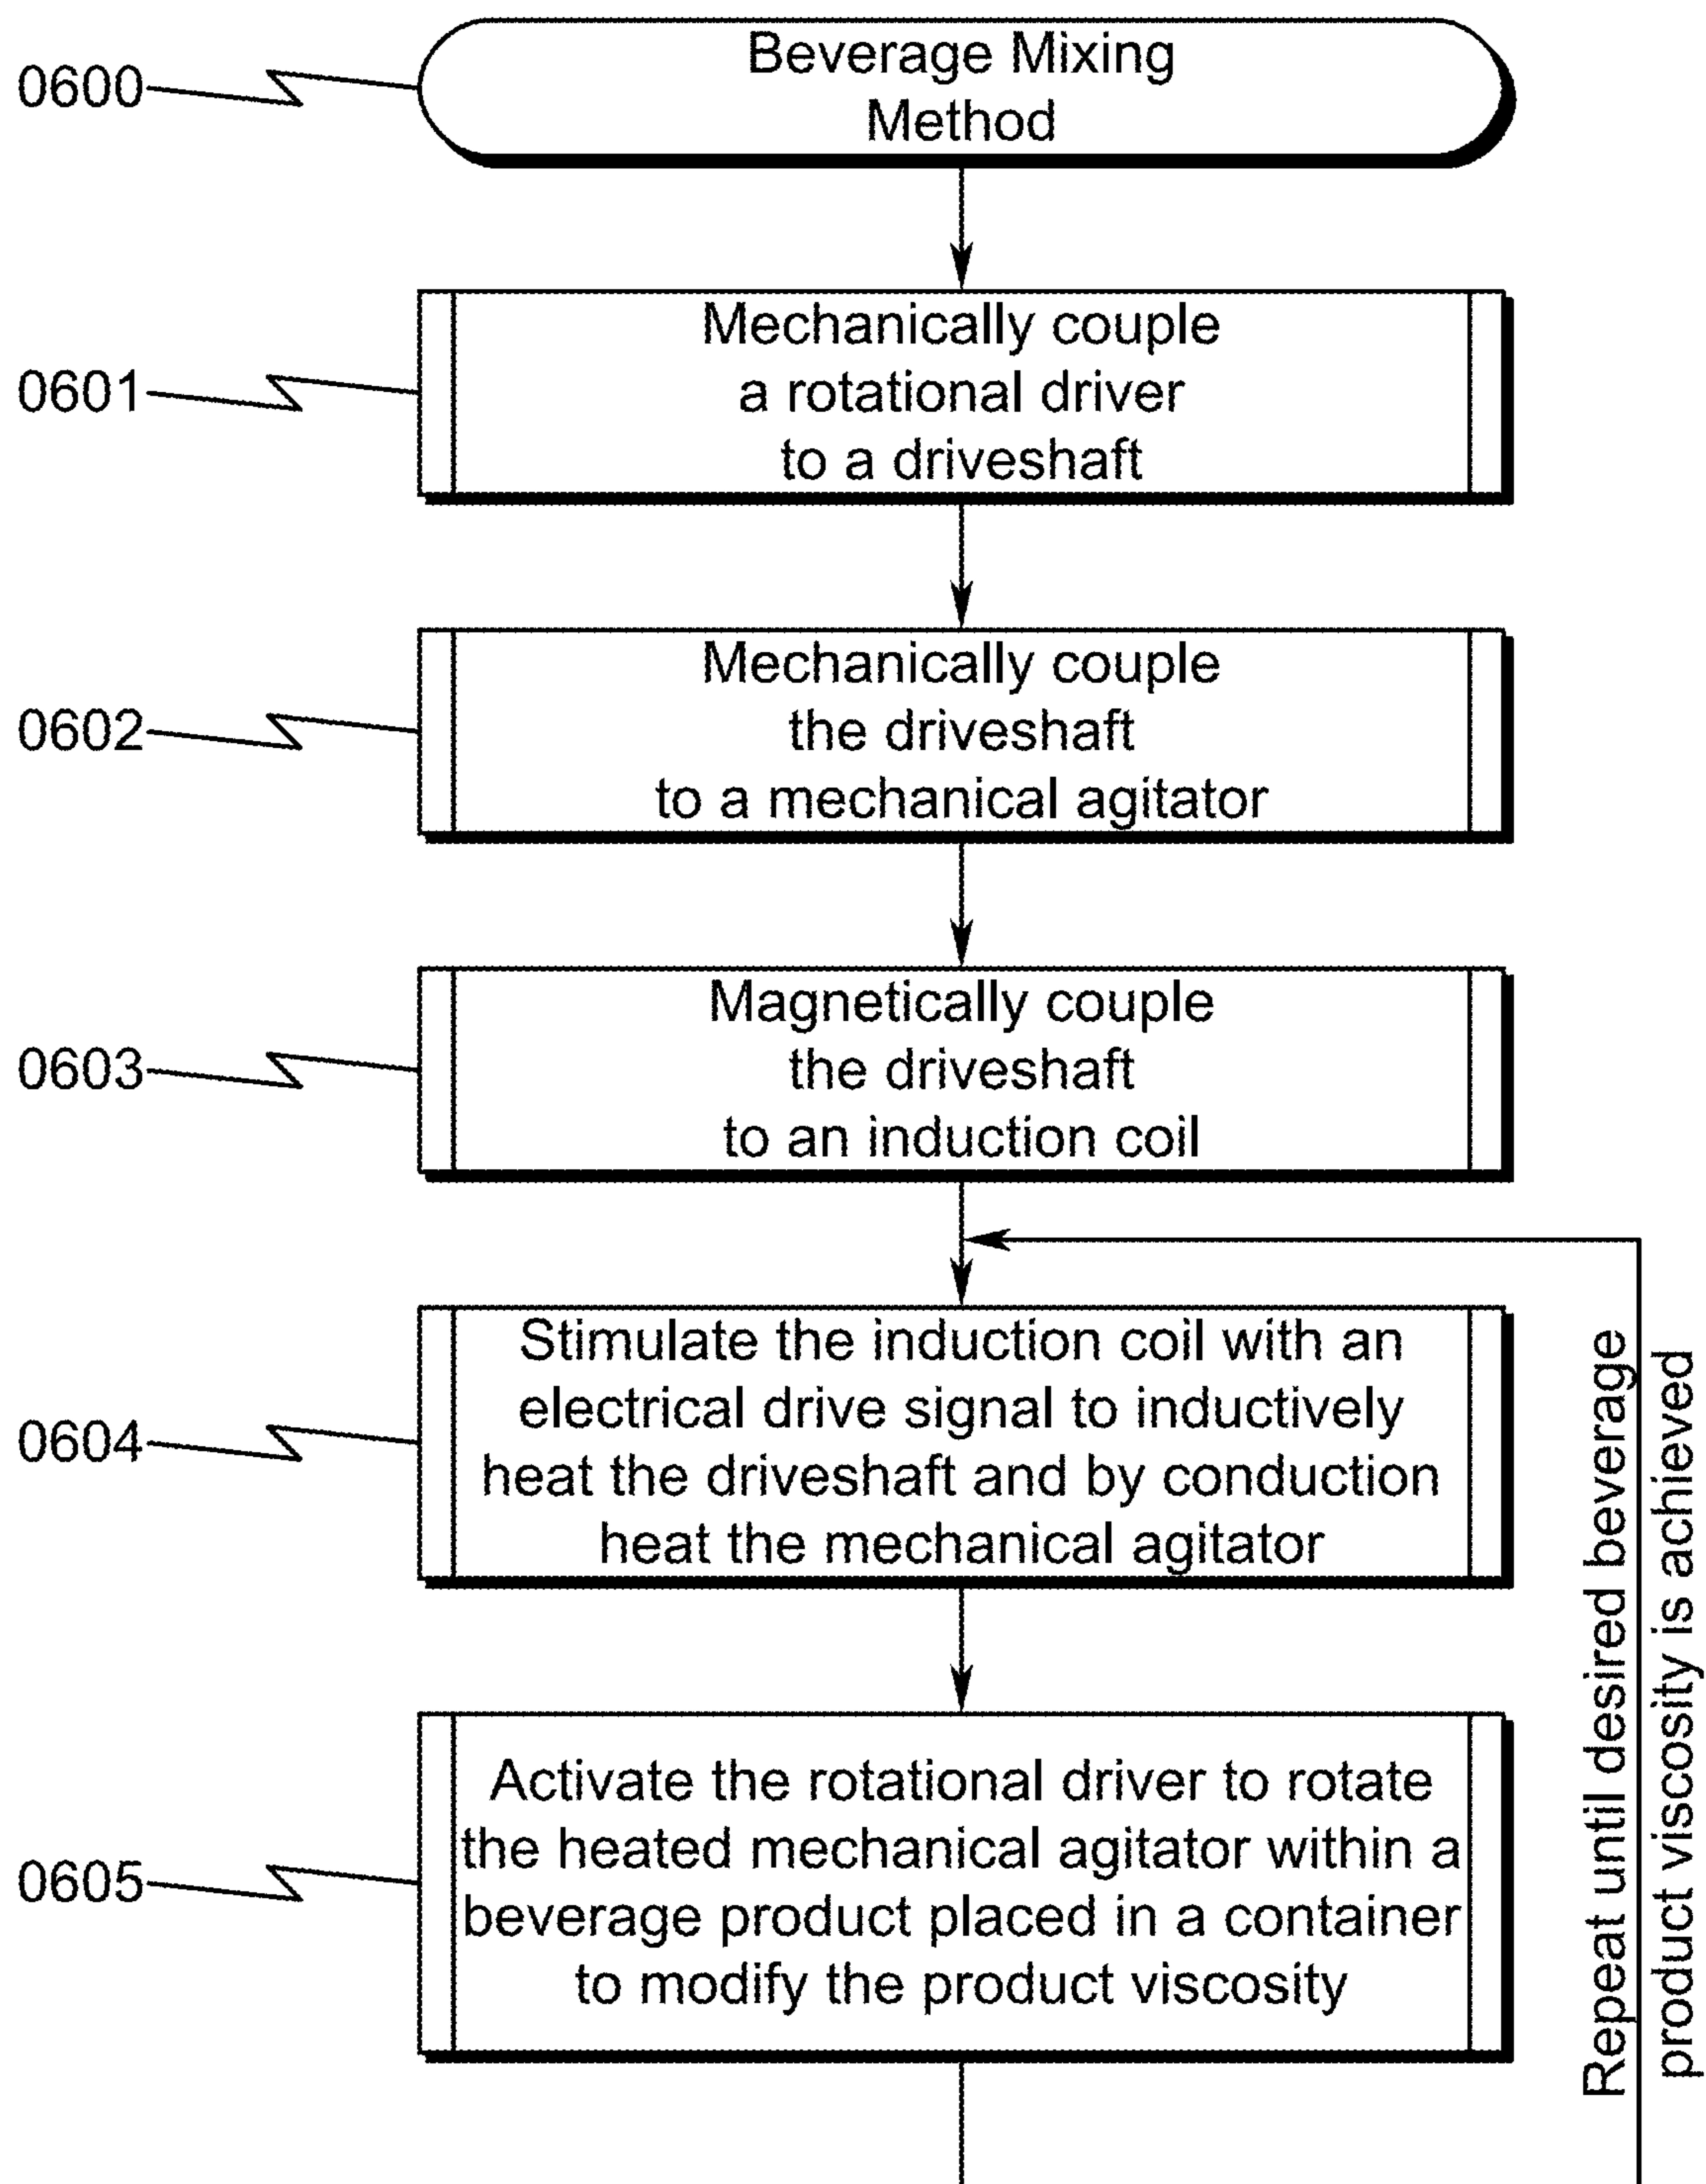 0600
Beverage Mixing
Method
0601
Mechanically couple
a rotational driver
to a driveshaft
0602
Mechanically couple
the driveshaft
to a mechanical agitator
0603
Magnetically couple
the driveshaft
to an induction coil
0604
Stimulate the induction coil with an
electrical drive signal to inductively
heat the driveshaft and by conduction
heat the mechanical agitator
0605
Activate the rotational driver to rotate
the heated mechanical agitator within a
beverage product placed in a container
to modify the product viscosity
Repeat until desired beverage
product viscosity is achieved